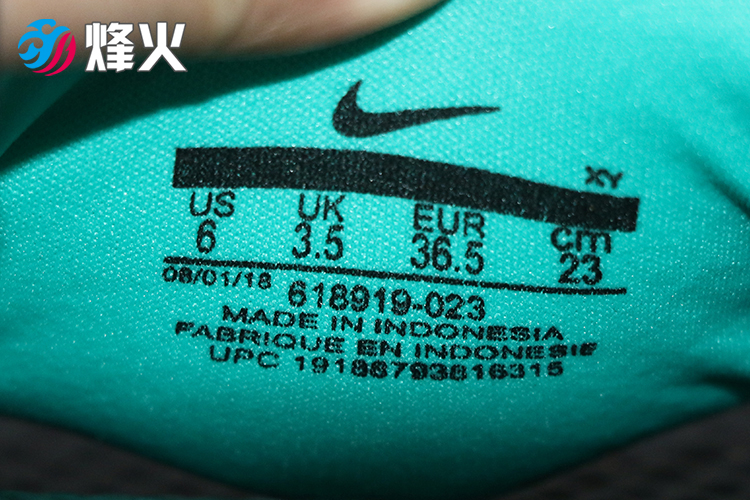 烽火
XY
US UK EUR cm
6 3.5 36.5 23
08/01/18 618919-023
MADE IN INDONESIA
FABRIQUE EN INDONESIE
UPC 19188793816315